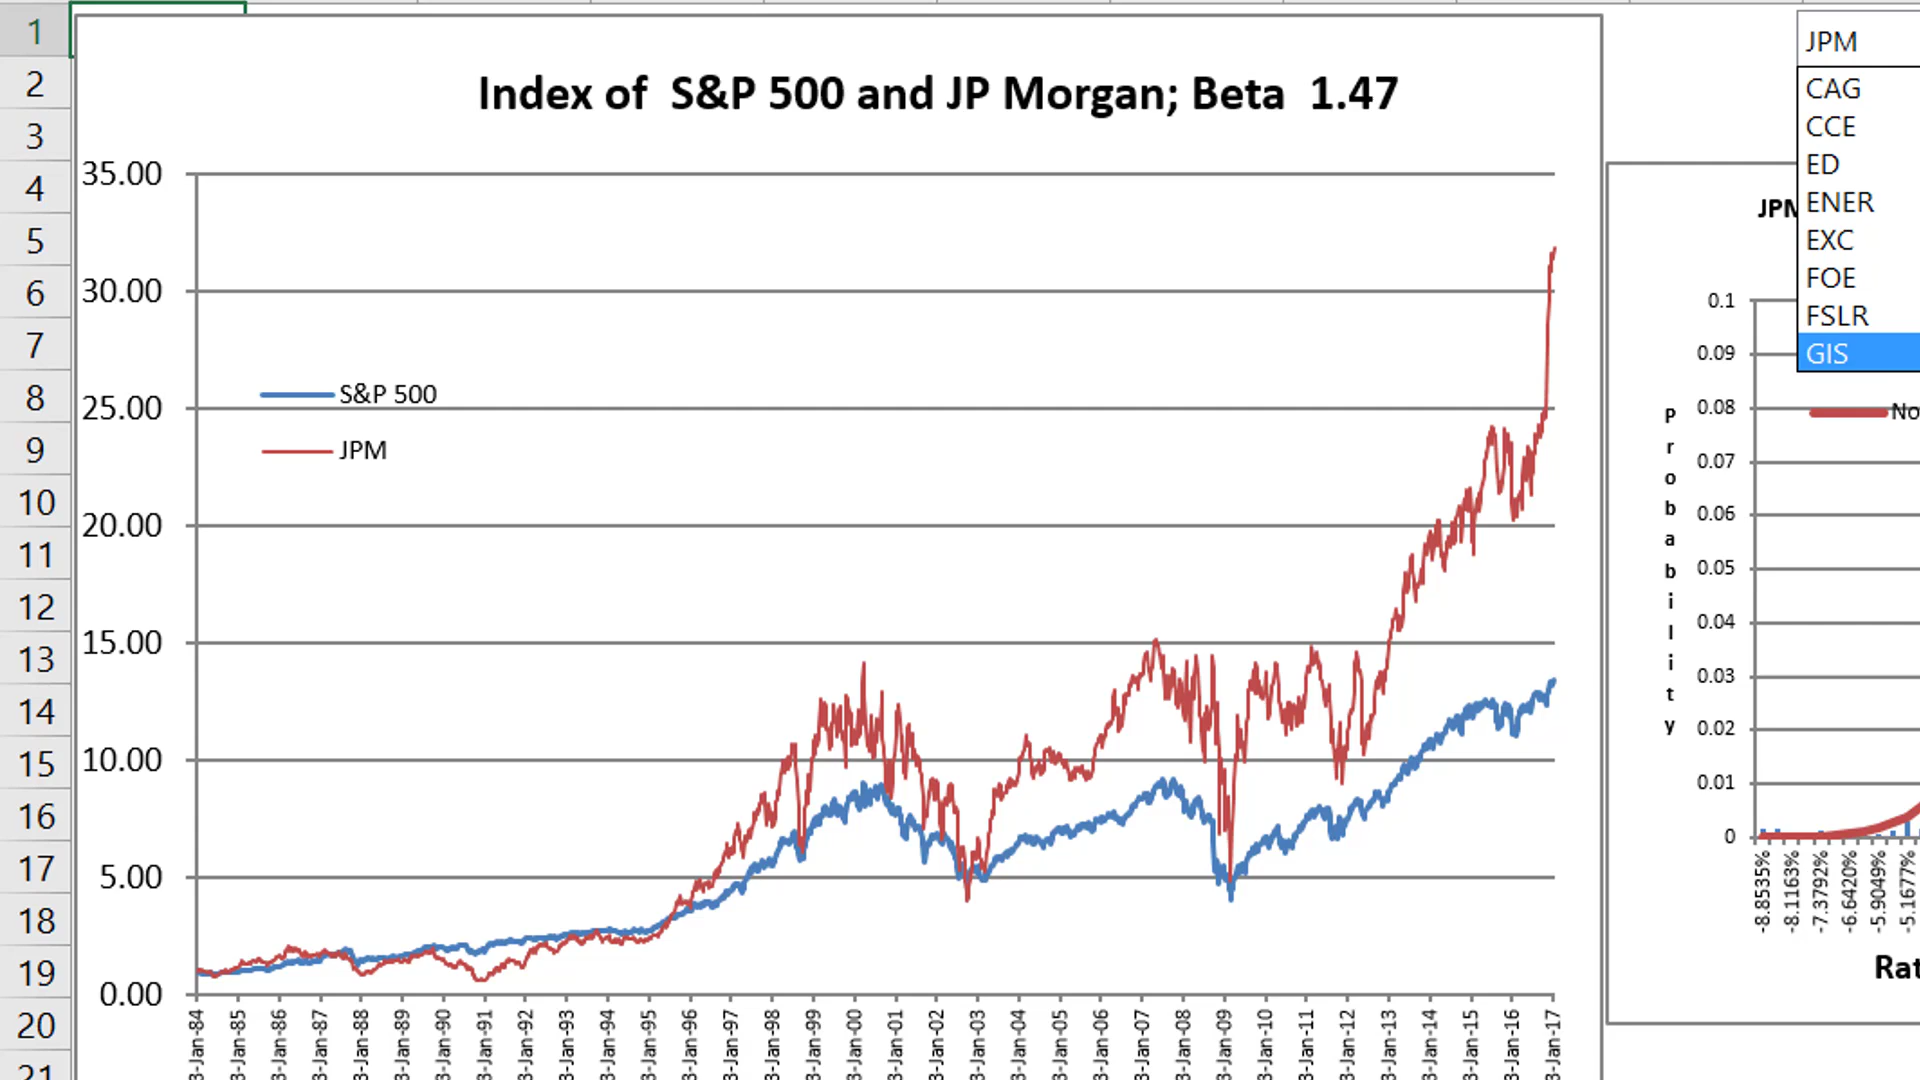 1
2
3
4
5
6
7
8
9
10
11
12
13
14
15
16
17
18
19
20
21
Index of S&P 500 and JP Morgan; Beta 1.47
35.00
30.00
25.00
20.00
15.00
10.00
5.00
0.00
S&P 500
JPM
3-Jan-84
3-Jan-85
3-Jan-86
3-Jan-87
3-Jan-88
3-Jan-89
3-Jan-90
3-Jan-91
3-Jan-92
3-Jan-93
3-Jan-94
3-Jan-95
3-Jan-96
3-Jan-97
3-Jan-98
3-Jan-99
3-Jan-00
3-Jan-01
3-Jan-02
3-Jan-03
3-Jan-04
3-Jan-05
3-Jan-06
3-Jan-07
3-Jan-08
3-Jan-09
3-Jan-10
3-Jan-11
3-Jan-12
3-Jan-13
3-Jan-14
3-Jan-15
3-Jan-16
3-Jan-17
JPM
CAG
CCE
ED
ENER
EXC
FOE
FSLR
GIS
JPM
Probability
0.1
0.09
0.08
0.07
0.06
0.05
0.04
0.03
0.02
0.01
0
No
-8.8535%
-8.1163%
-7.3792%
-6.6420%
-5.9049%
-5.1677%
Rat